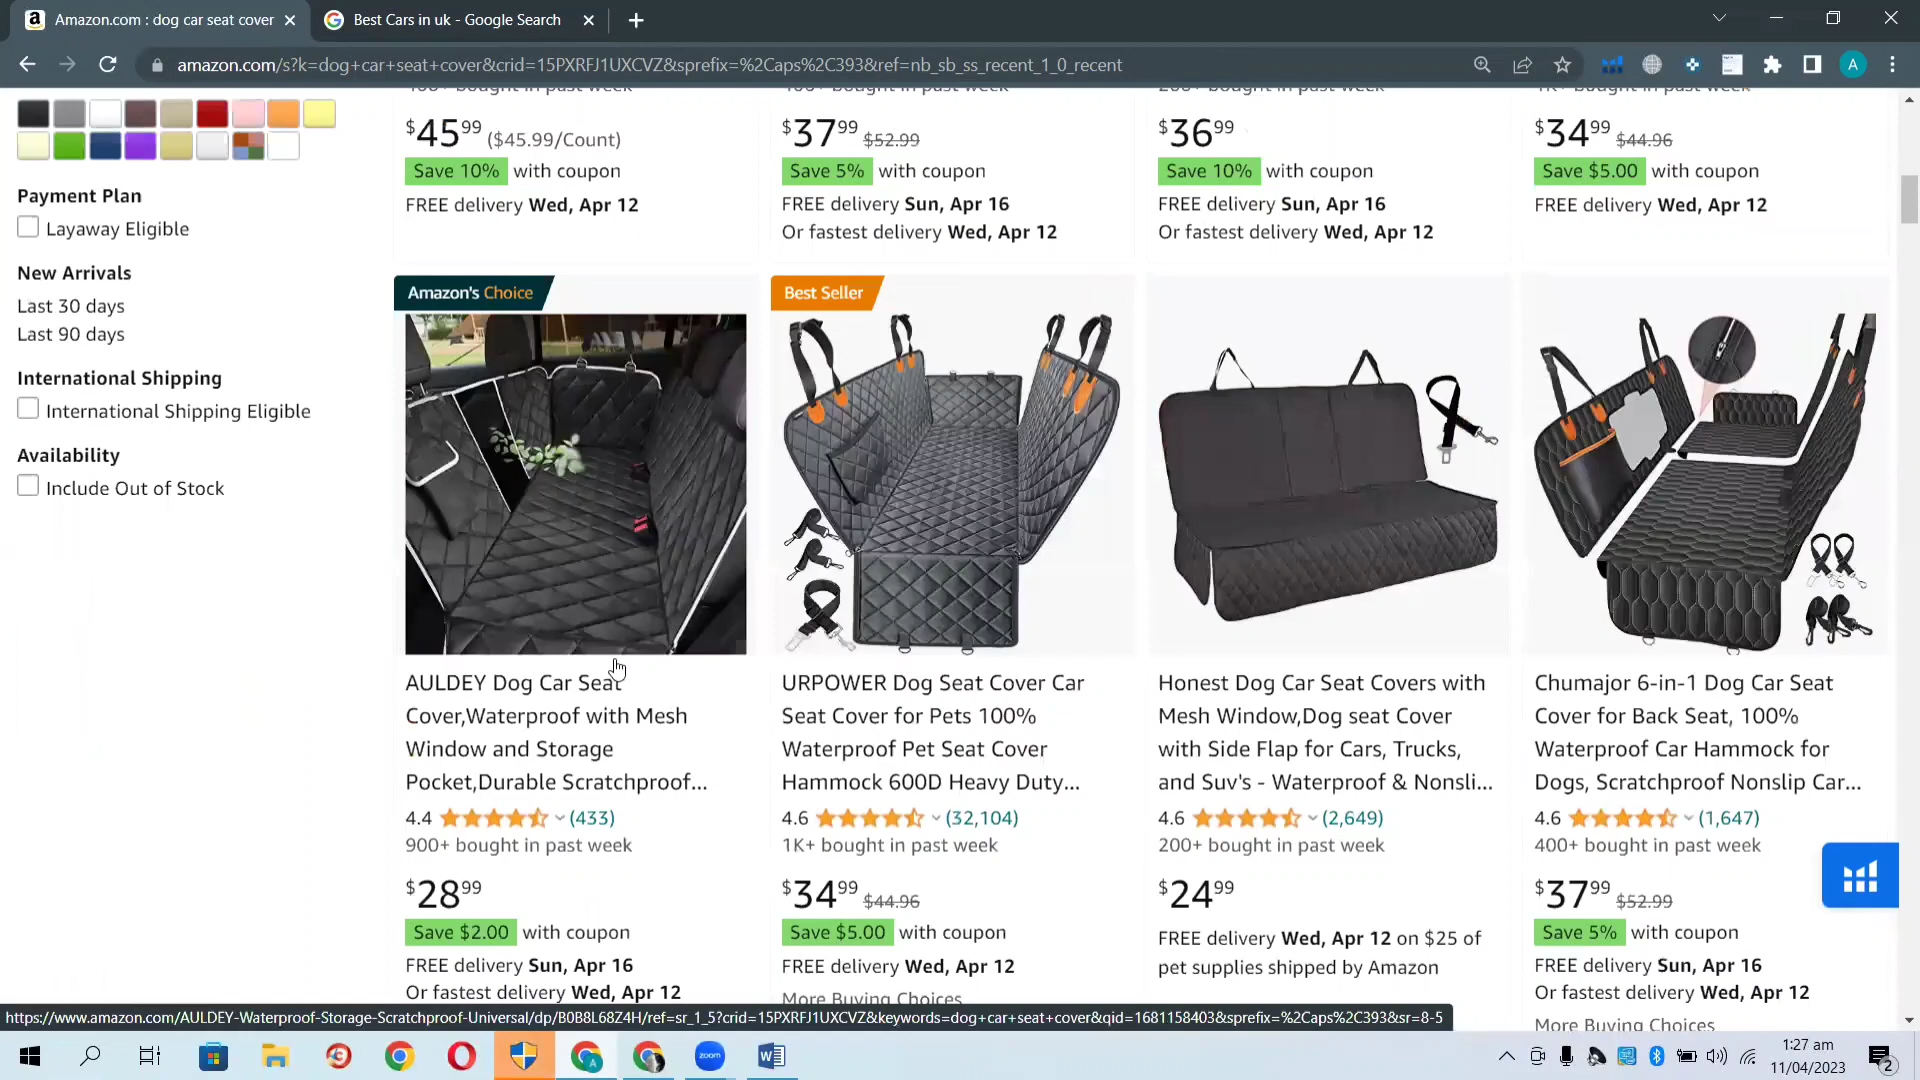 Amazon.com : dog car seat cover
Best Cars in uk - Google Search
amazon.com/s?k=dog+car+seat+cover&crid=15PXRFJ1UXCVZ&sprefix=%2Caps%2C393&ref=nb_sb_ss_recent_1_0_recent
A
Payment Plan
Layaway Eligible
New Arrivals
Last 30 days
Last 90 days
International Shipping
International Shipping Eligible
Availability
Include Out of Stock
$45.99 ($45.99/Count)
Save 10% with coupon
FREE delivery Wed, Apr 12
$37.99 $52.99
Save 5% with coupon
FREE delivery Sun, Apr 16
Or fastest delivery Wed, Apr 12
$36.99
Save 10% with coupon
FREE delivery Sun, Apr 16
Or fastest delivery Wed, Apr 12
$34.99 $44.96
Save $5.00 with coupon
FREE delivery Wed, Apr 12
Amazon's Choice
AULDEY Dog Car Seat
Cover,Waterproof with Mesh
Window and Storage
Pocket,Durable Scratchproof...
4.4 (433)
900+ bought in past week
$28.99
Save $2.00 with coupon
FREE delivery Sun, Apr 16
Or fastest delivery Wed, Apr 12
Best Seller
URPOWER Dog Seat Cover Car
Seat Cover for Pets 100%
Waterproof Pet Seat Cover
Hammock 600D Heavy Duty...
4.6 (32,104)
1K+ bought in past week
$34.99 $44.96
Save $5.00 with coupon
FREE delivery Wed, Apr 12
More Buying Choices
Honest Dog Car Seat Covers with
Mesh Window,Dog seat Cover
with Side Flap for Cars, Trucks,
and Suv's - Waterproof & Nonsli...
4.6 (2,649)
200+ bought in past week
$24.99
FREE delivery Wed, Apr 12 on $25 of
pet supplies shipped by Amazon
Chumajor 6-in-1 Dog Car Seat
Cover for Back Seat, 100%
Waterproof Car Hammock for
Dogs, Scratchproof Nonslip Car...
4.6 (1,647)
400+ bought in past week
$37.99 $52.99
Save 5% with coupon
FREE delivery Sun, Apr 16
Or fastest delivery Wed, Apr 12
More Buying Choices
https://www.amazon.com/AULDEY-Waterproof-Storage-Scratchproof-Universal/dp/B0B8L68Z4H/ref=sr_1_5?crid=15PXRFJ1UXCVZ&keywords=dog+car+seat+cover&qid=1681158403&sprefix=%2Caps%2C393&sr=8-5
zoom
1:27 am
11/04/2023
2